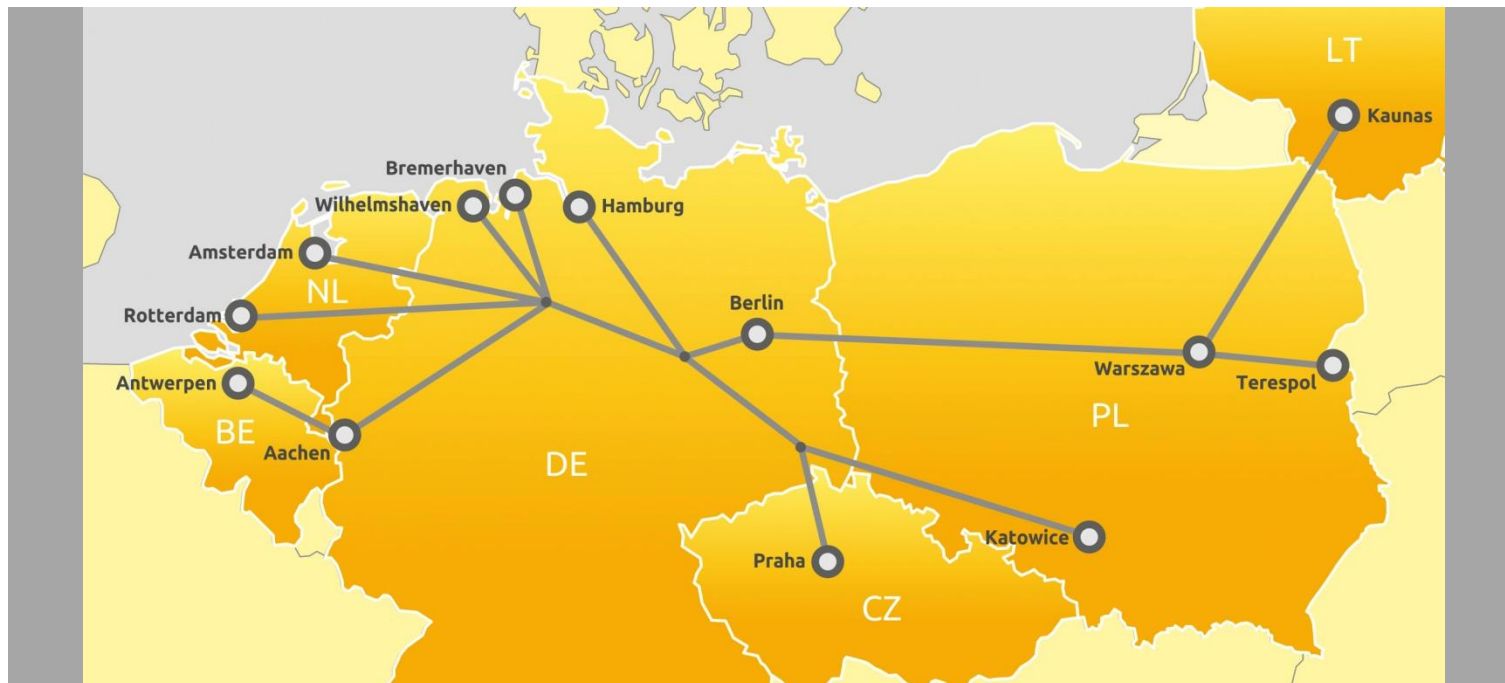 LT
Kaunas
Bremerhaven
Wilhelmshaven
Hamburg
Amsterdam
NL
Rotterdam
Berlin
Warszawa
Terespol
Antwerpen
PL
BE
Aachen
DE
Katowice
Praha
CZ